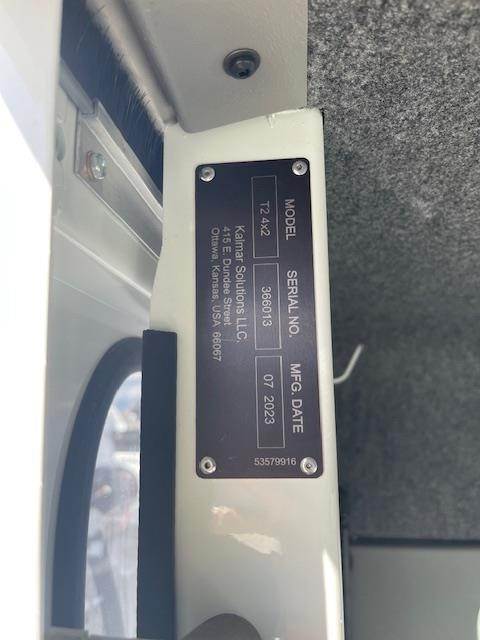 MODEL SERIAL NO. MFG. DATE
T2 4x2 366013 07 2023
Kalmar Solutions LLC.
415 E. Dundee Street
Ottawa, Kansas, USA 66067
53579916